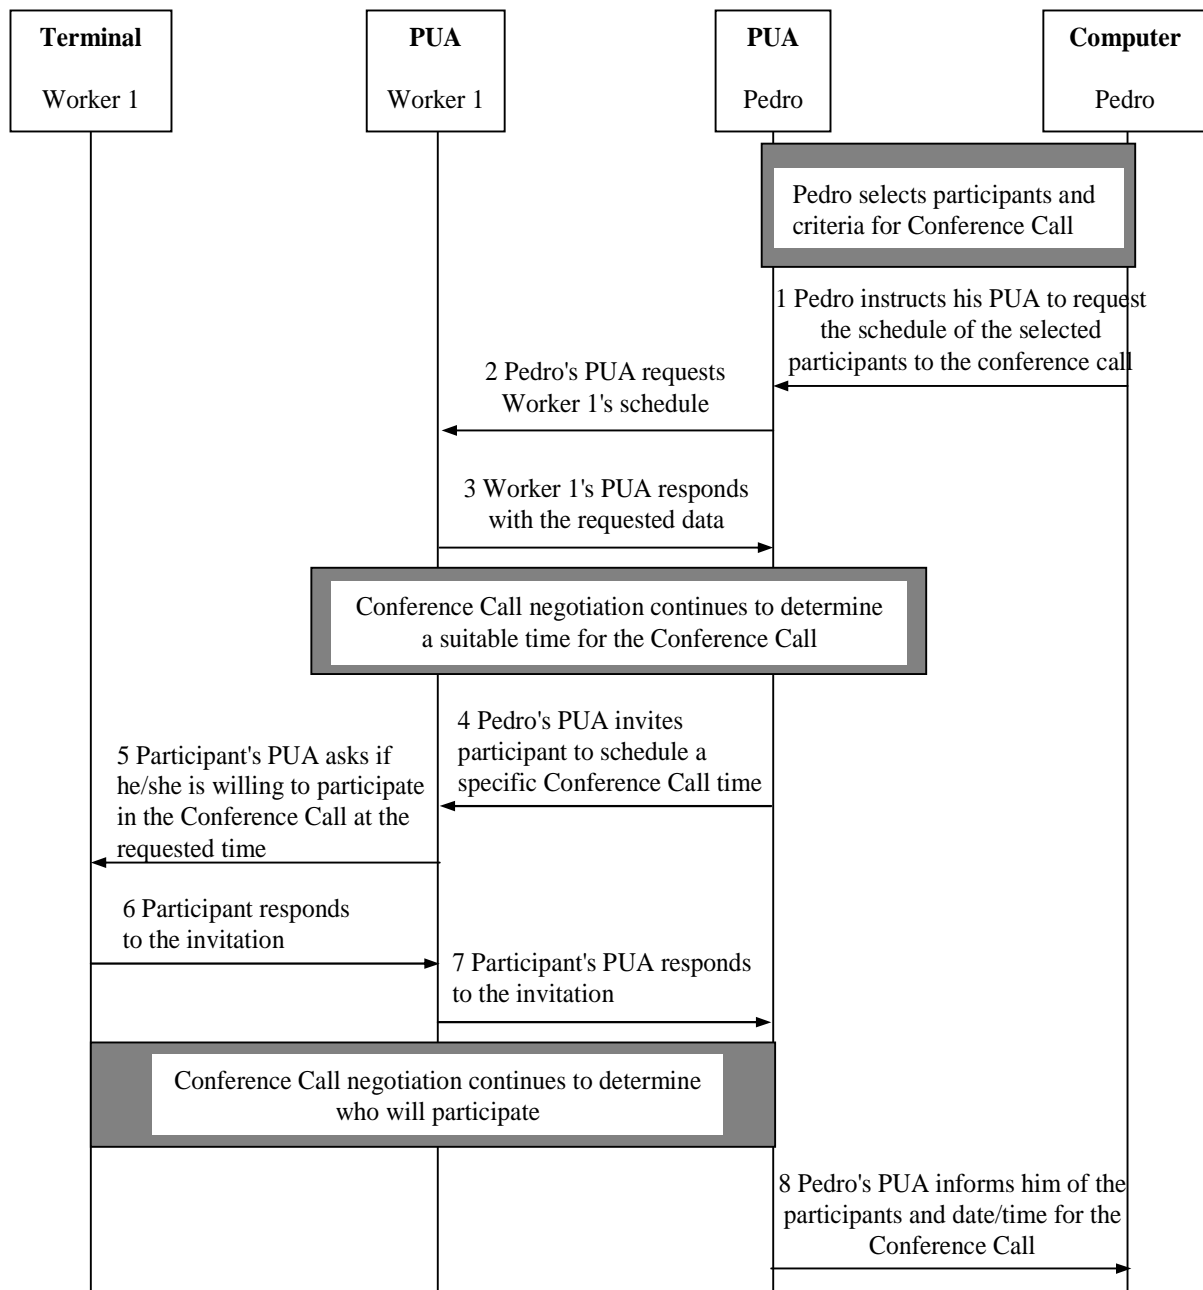 Terminal
Worker 1
PUA
Worker 1
PUA
Pedro
Computer
Pedro
Pedro selects participants and
criteria for Conference Call
1 Pedro instructs his PUA to request
the schedule of the selected
participants to the conference call
2 Pedro's PUA requests
Worker 1's schedule
3 Worker 1's PUA responds
with the requested data
Conference Call negotiation continues to determine
a suitable time for the Conference Call
4 Pedro's PUA invites
participant to schedule a
specific Conference Call time
5 Participant's PUA asks if
he/she is willing to participate
in the Conference Call at the
requested time
6 Participant responds
to the invitation
7 Participant's PUA responds
to the invitation
Conference Call negotiation continues to determine
who will participate
8 Pedro's PUA informs him of the
participants and date/time for the
Conference Call